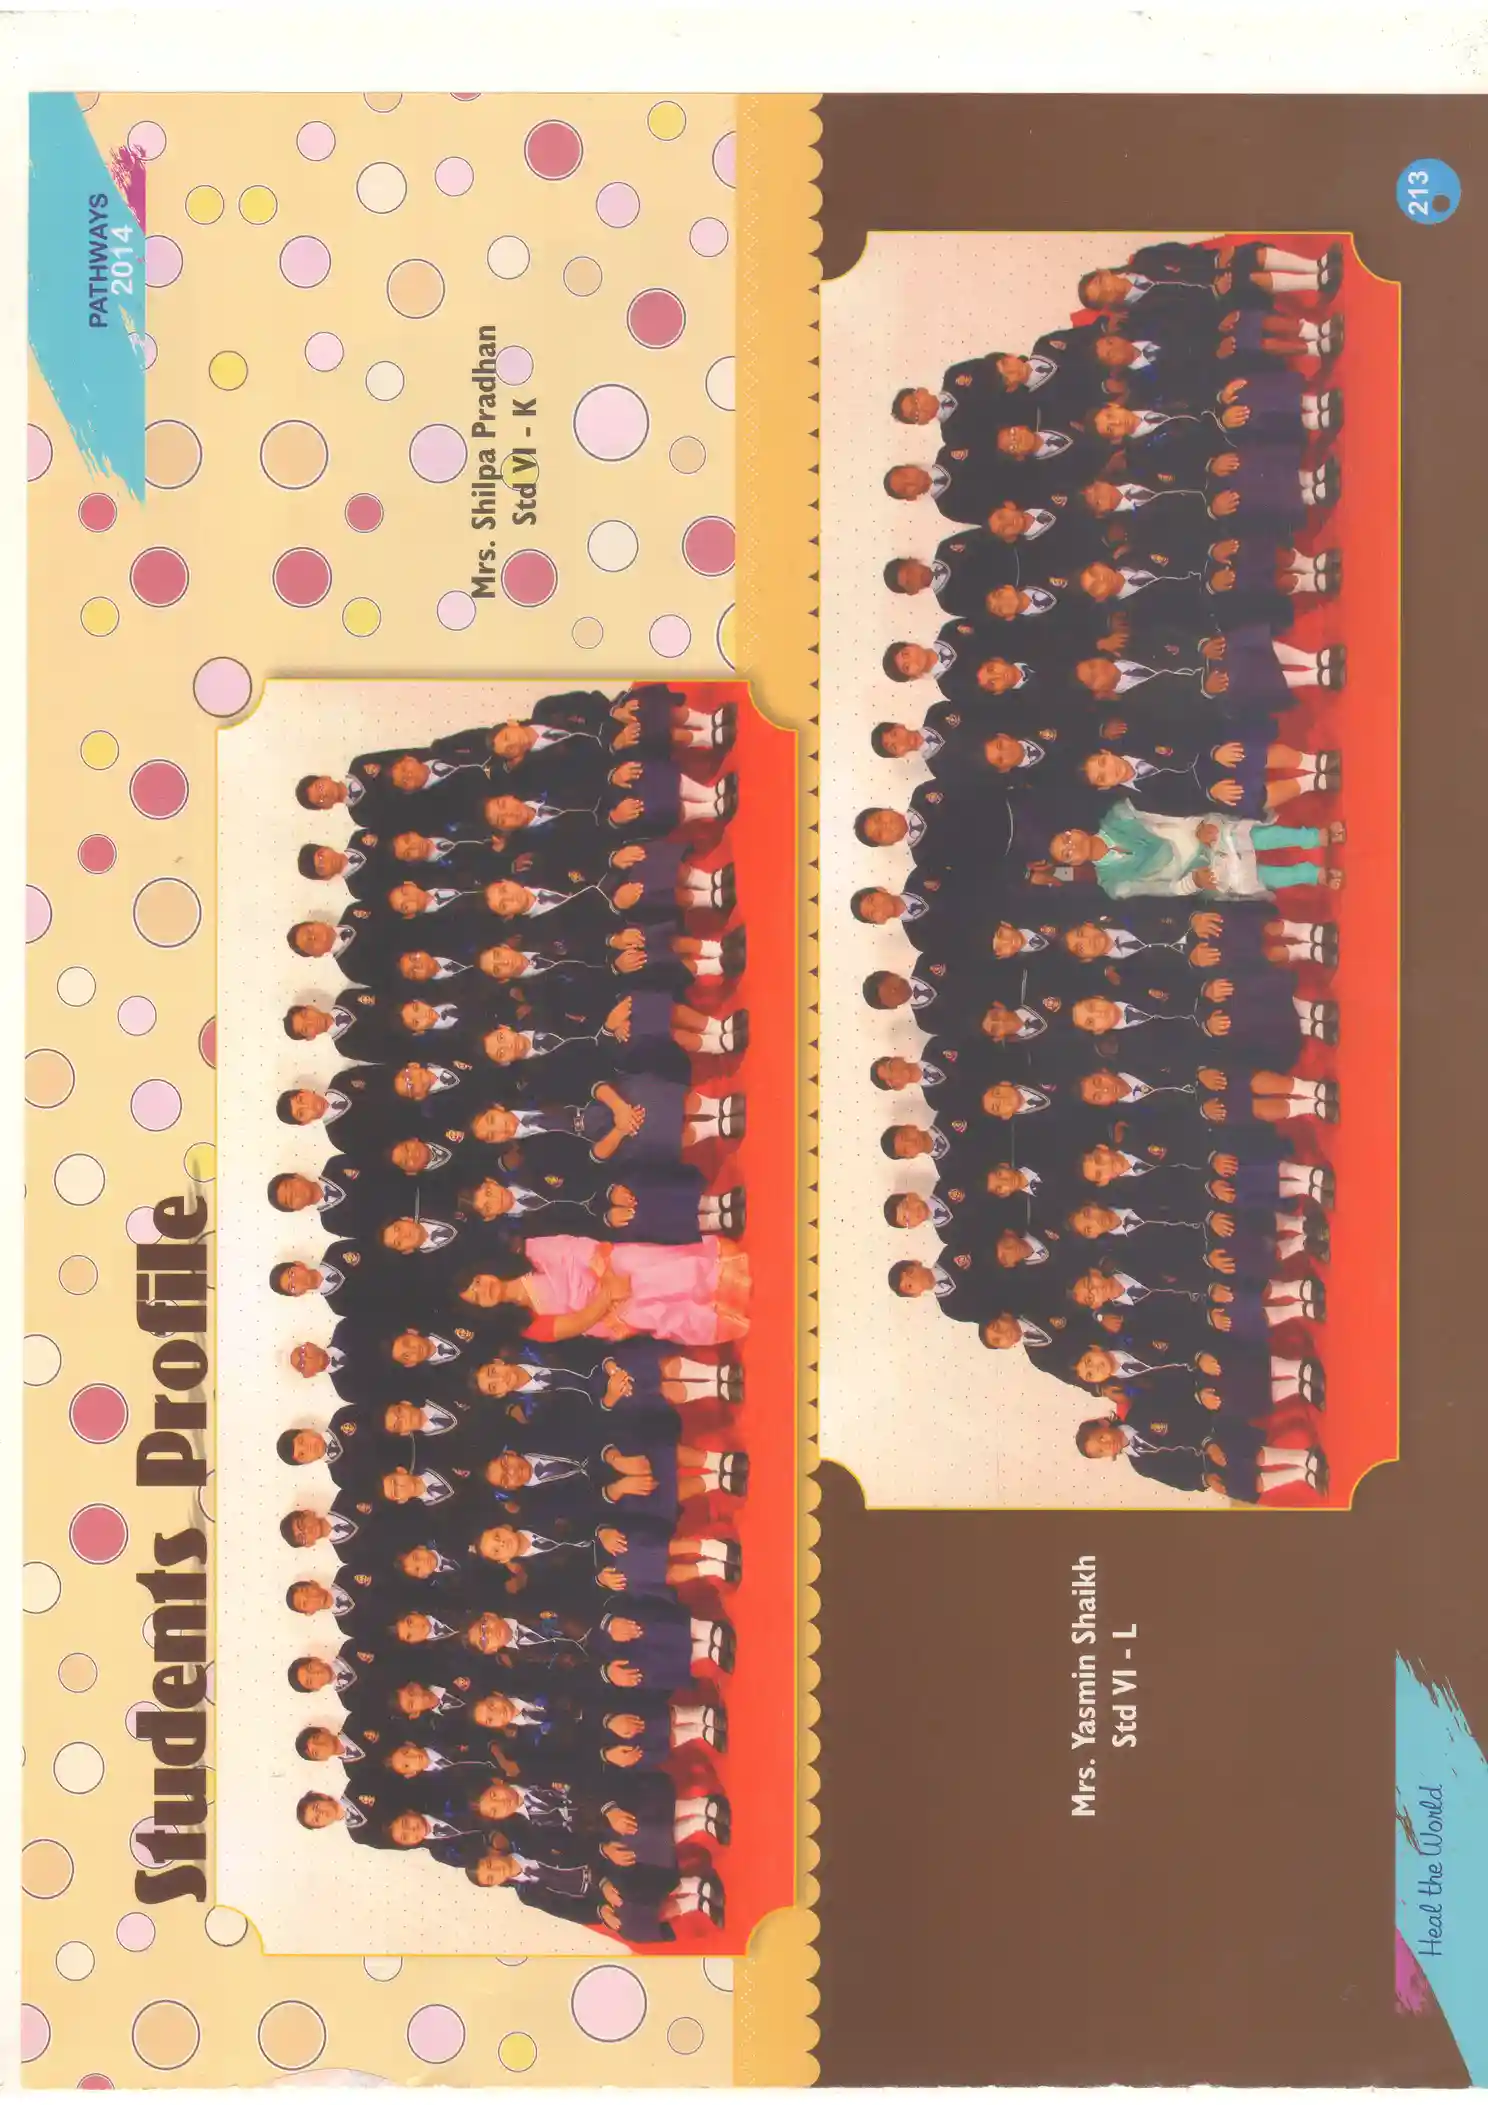 PATHWAYS
2014
Students Profile
Mrs. Shilpa Pradhan
Std VI - K
Mrs. Yasmin Shaikh
Std VI - L
Heal the World
213